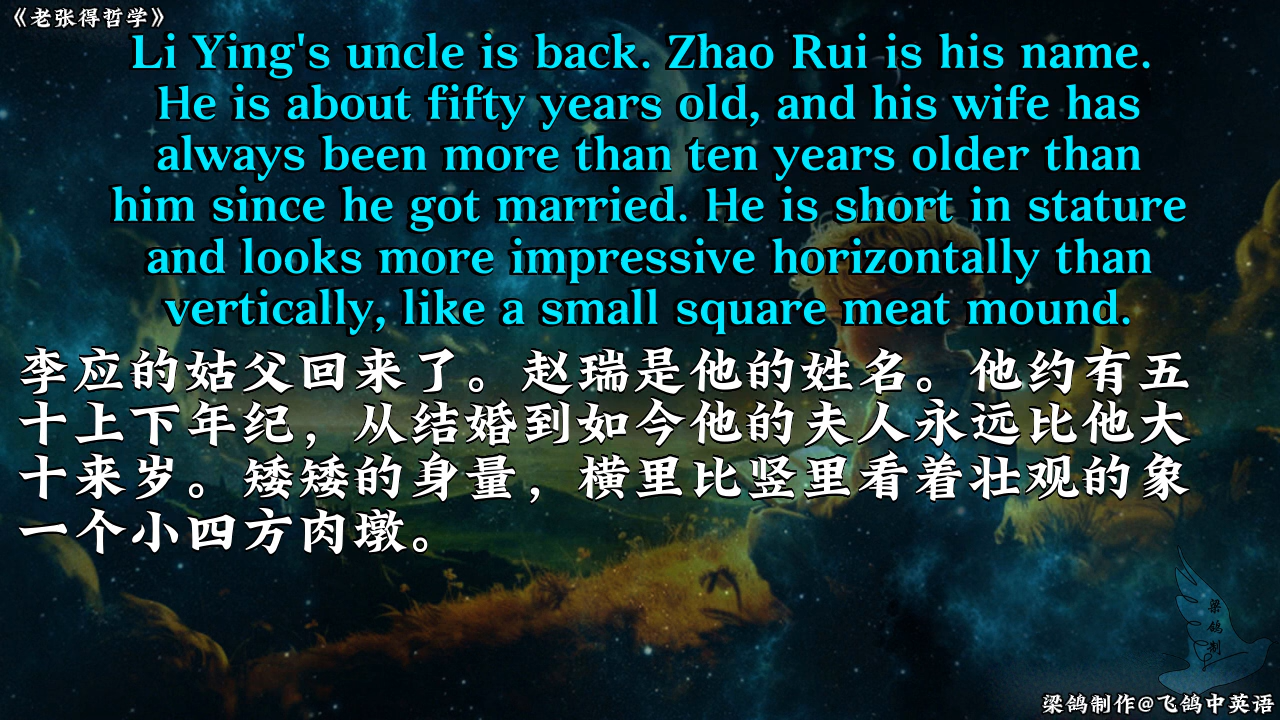 《老张得哲学》
Li Ying's uncle is back. Zhao Rui is his name.
He is about fifty years old, and his wife has
always been more than ten years older than
him since he got married. He is short in stature
and looks more impressive horizontally than
vertically, like a small square meat mound.
李应的姑父回来了。赵瑞是他的姓名。他约有五
十上下年纪，从结婚到如今他的夫人永远比他大
十来岁。矮矮的身量，横里比竖里看着壮观的象
一个小四方肉墩。
梁鸽制
梁鸽制作@飞鸽中英语